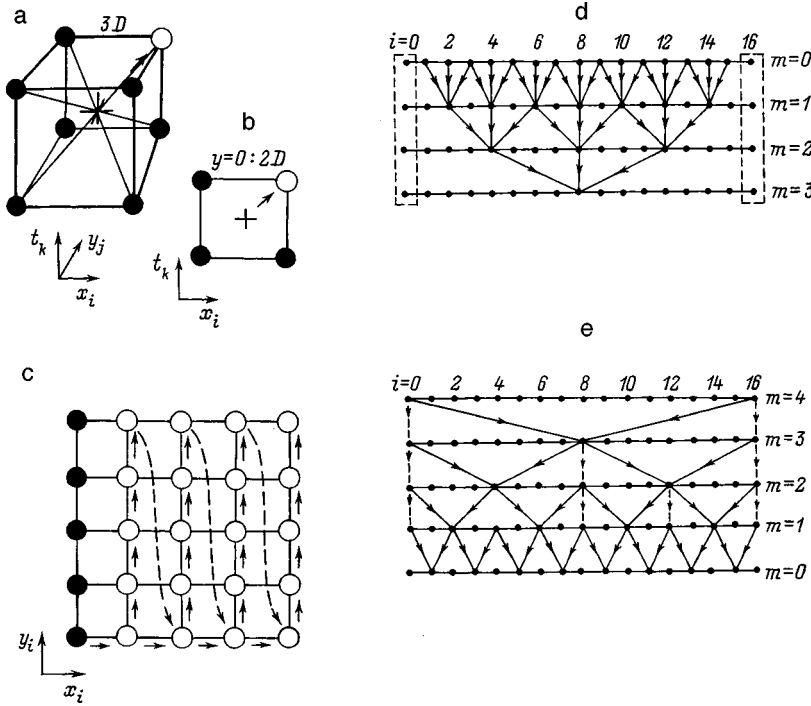 a
3D
t_k
y_j
x_i
b
y=0:2D
t_k
x_i
c
y_i
x_i
d
i=0 2 4 6 8 10 12 14 16
m=0
m=1
m=2
m=3
e
i=0 2 4 6 8 10 12 14 16
m=4
m=3
m=2
m=1
m=0